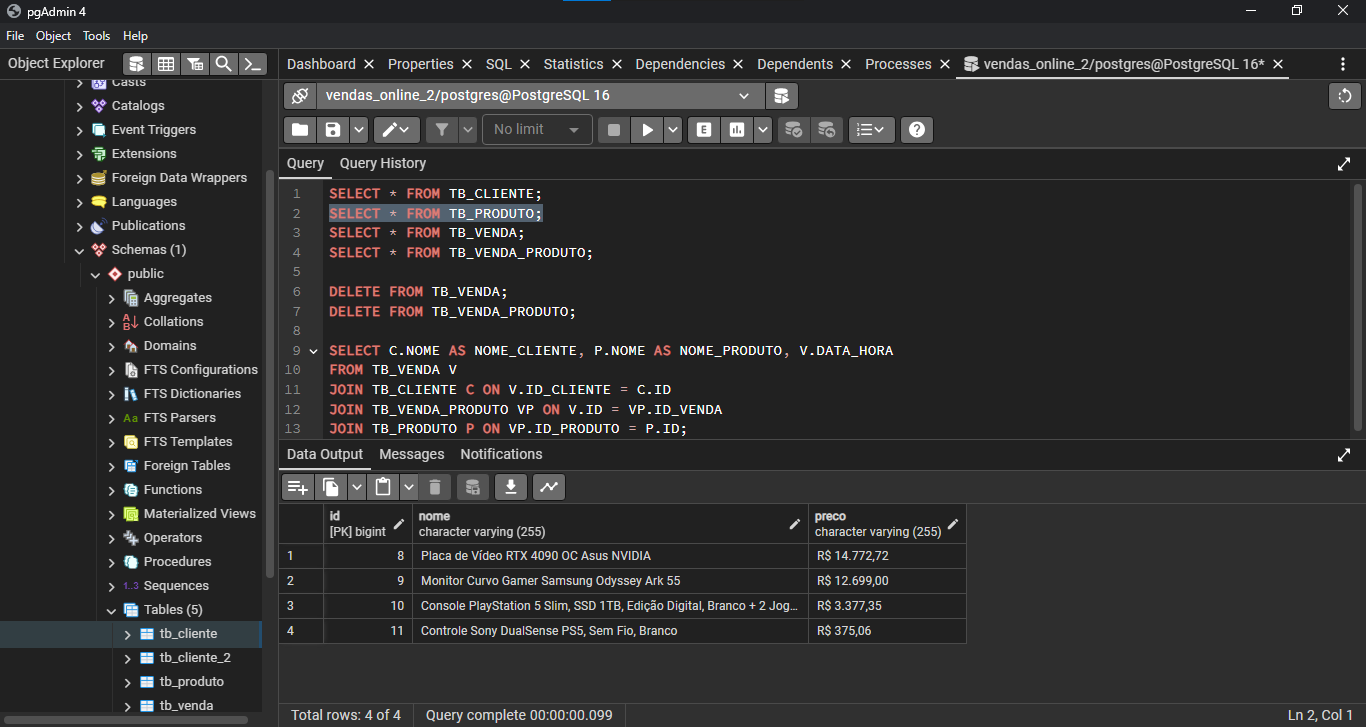 pgAdmin 4
File Object Tools Help
Object Explorer
Dashboard Properties SQL Statistics Dependencies Dependents Processes vendas_online_2/postgres@PostgreSQL 16*
Casts
Catalogs
Event Triggers
Extensions
Foreign Data Wrappers
Languages
Publications
Schemas (1)
public
Aggregates
Collations
Domains
FTS Configurations
FTS Dictionaries
Aa FTS Parsers
FTS Templates
Foreign Tables
Functions
Materialized Views
Operators
Procedures
1..3 Sequences
Tables (5)
tb_cliente
tb_cliente_2
tb_produto
tb_venda
vendas_online_2/postgres@PostgreSQL 16
No limit
E
Query Query History
1 SELECT * FROM TB_CLIENTE;
2 SELECT * FROM TB_PRODUTO;
3 SELECT * FROM TB_VENDA;
4 SELECT * FROM TB_VENDA_PRODUTO;
5
6 DELETE FROM TB_VENDA;
7 DELETE FROM TB_VENDA_PRODUTO;
8
9 SELECT C.NOME AS NOME_CLIENTE, P.NOME AS NOME_PRODUTO, V.DATA_HORA
10 FROM TB_VENDA V
11 JOIN TB_CLIENTE C ON V.ID_CLIENTE = C.ID
12 JOIN TB_VENDA_PRODUTO VP ON V.ID = VP.ID_VENDA
13 JOIN TB_PRODUTO P ON VP.ID_PRODUTO = P.ID;
Data Output Messages Notifications
id nome preco
[PK] bigint character varying (255) character varying (255)
1 8 Placa de Vídeo RTX 4090 OC Asus NVIDIA R$ 14.772,72
2 9 Monitor Curvo Gamer Samsung Odyssey Ark 55 R$ 12.699,00
3 10 Console PlayStation 5 Slim, SSD 1TB, Edição Digital, Branco + 2 Jog... R$ 3.377,35
4 11 Controle Sony DualSense PS5, Sem Fio, Branco R$ 375,06
Total rows: 4 of 4 Query complete 00:00:00.099 Ln 2, Col 1